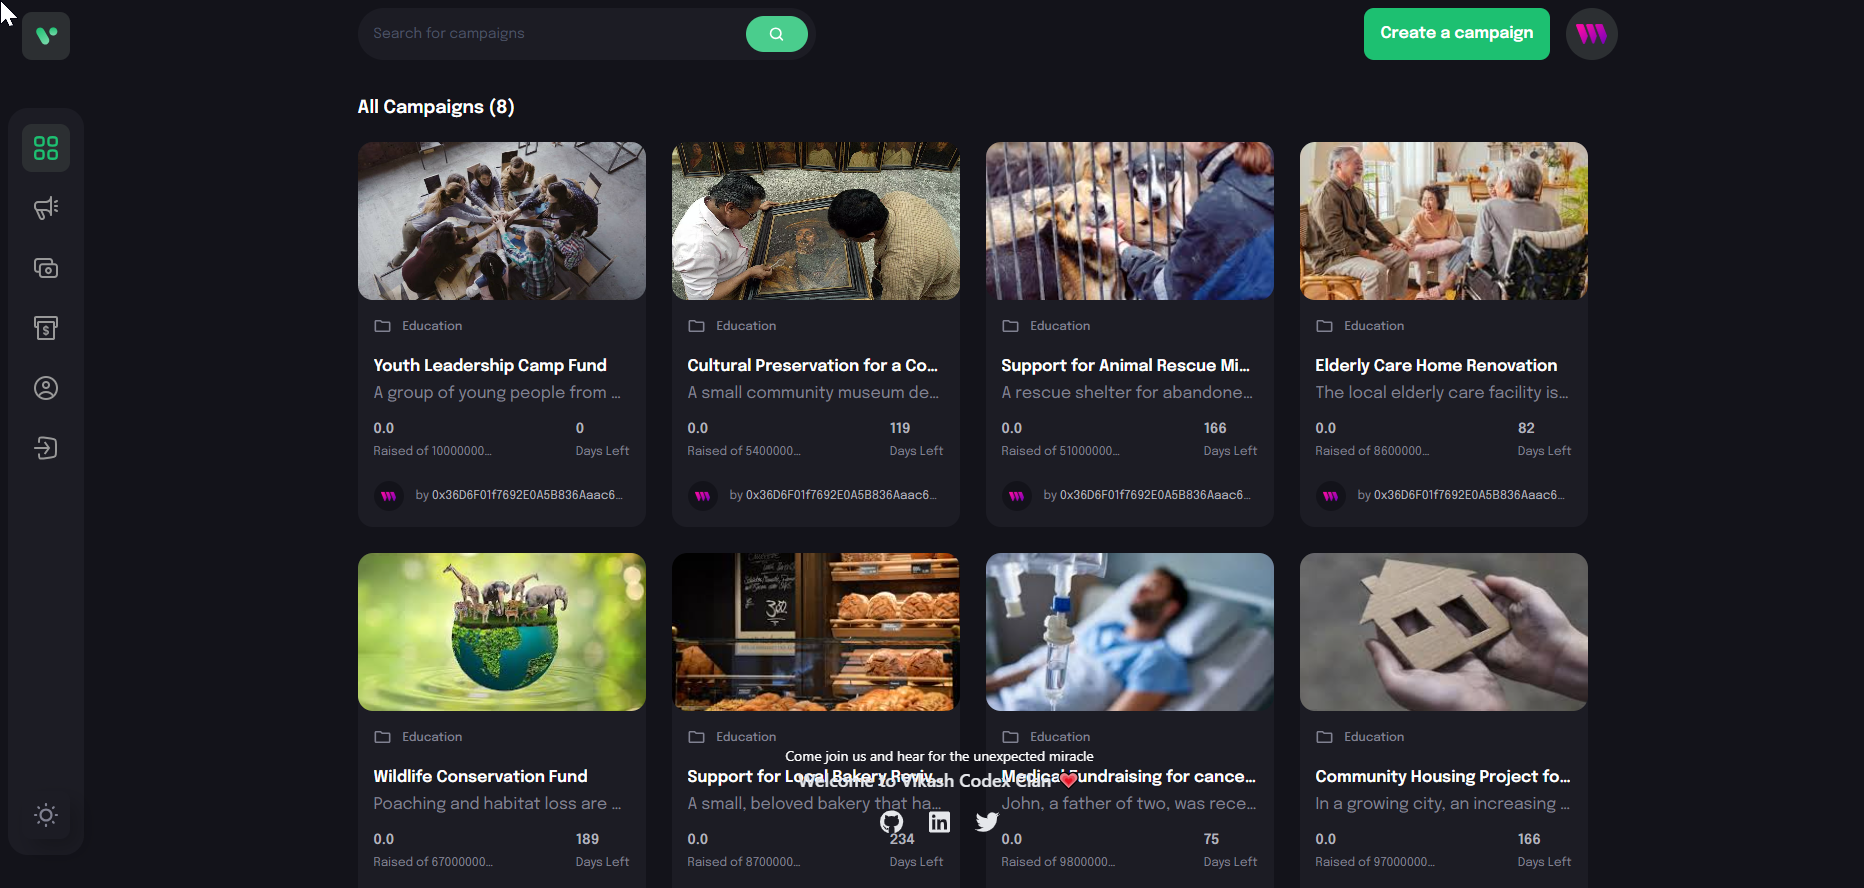 Search for campaigns
Create a campaign
All Campaigns (8)
Education
Youth Leadership Camp Fund
A group of young people from ...
0.0
0
Raised of 10000000...
Days Left
by 0x36D6F01f7692E0A5B836Aaac6...
Education
Cultural Preservation for a Co...
A small community museum de...
0.0
119
Raised of 5400000...
Days Left
by 0x36D6F01f7692E0A5B836Aaac6...
Education
Support for Animal Rescue Mi...
A rescue shelter for abandone...
0.0
166
Raised of 51000000...
Days Left
by 0x36D6F01f7692E0A5B836Aaac6...
Education
Elderly Care Home Renovation
The local elderly care facility is...
0.0
82
Raised of 8600000...
Days Left
by 0x36D6F01f7692E0A5B836Aaac6...
Education
Wildlife Conservation Fund
Poaching and habitat loss are ...
0.0
189
Raised of 67000000...
Days Left
Education
Support for Local Bakery Reviv...
A small, beloved bakery that ha...
0.0
234
Raised of 8700000...
Days Left
Education
Medical Fundraising for cance...
John, a father of two, was rece...
0.0
75
Raised of 9800000...
Days Left
Education
Community Housing Project fo...
In a growing city, an increasing ...
0.0
166
Raised of 97000000...
Days Left
Come join us and hear for the unexpected miracle
Welcome To Vikash Codex Clan ❤️